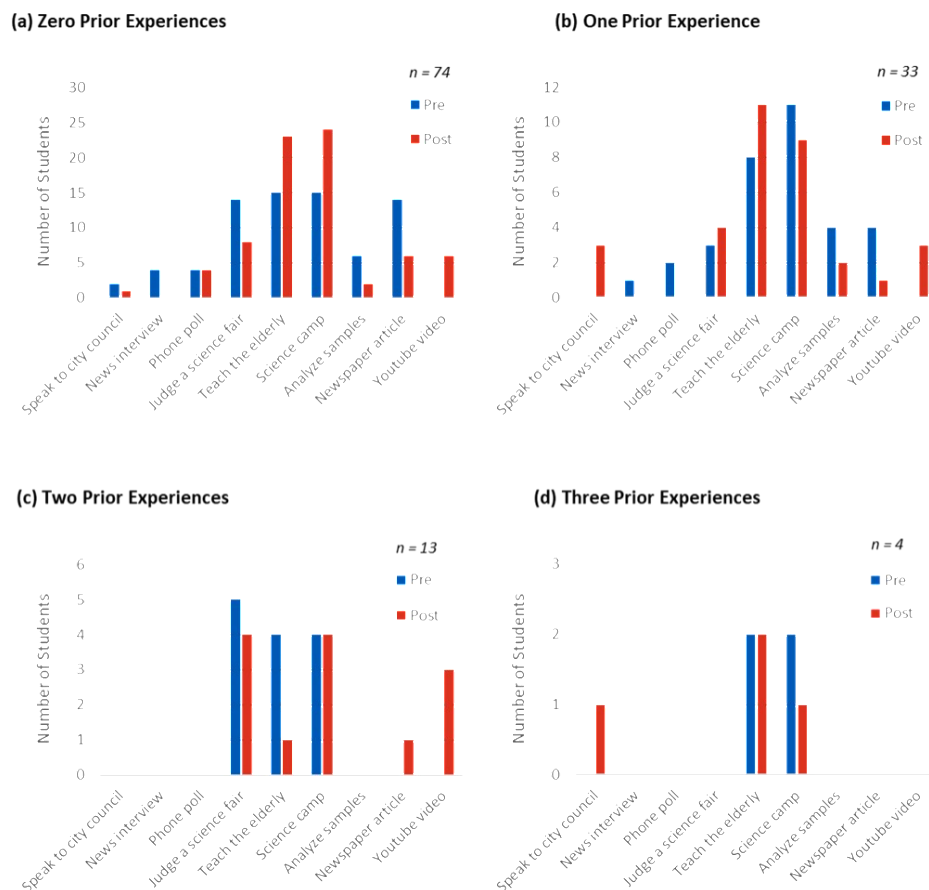 (a) Zero Prior Experiences
n = 74
Pre
Post
30
25
20
15
10
5
0
Number of Students
Speak to city council
News interview
Phone poll
Judge a science fair
Teach the elderly
Science camp
Analyze samples
Newspaper article
Youtube video
(b) One Prior Experience
n = 33
Pre
Post
12
10
8
6
4
2
0
Number of Students
Speak to city council
News interview
Phone poll
Judge a science fair
Teach the elderly
Science camp
Analyze samples
Newspaper article
Youtube video
(c) Two Prior Experiences
n = 13
Pre
Post
6
5
4
3
2
1
0
Number of Students
Speak to city council
News interview
Phone poll
Judge a science fair
Teach the elderly
Science camp
Analyze samples
Newspaper article
Youtube video
(d) Three Prior Experiences
n = 4
Pre
Post
3
2
1
0
Number of Students
Speak to city council
News interview
Phone poll
Judge a science fair
Teach the elderly
Science camp
Analyze samples
Newspaper article
Youtube video